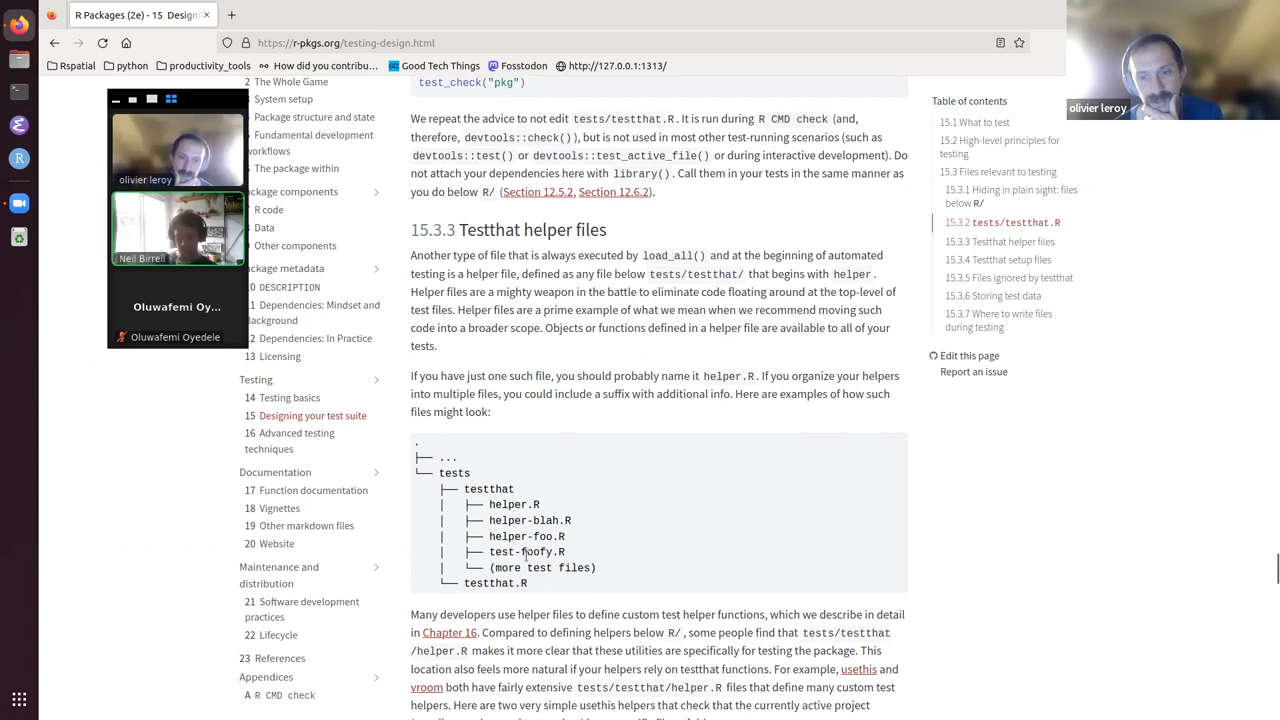 R Packages (2e) - 15 Designi
https://r-pkgs.org/testing-design.html
Rspatial
python
productivity_tools
How did you contribu…
Good Tech Things
Fosstodon
http://127.0.0.1:1313/
olivier leroy
olivier leroy
Neil Birrell
Oluwafemi Oy...
Oluwafemi Oyedele
2 The Whole Game
System setup
Package structure and state
Fundamental development
workflows
The package within
ackage components
R code
Data
Other components
ackage metadata
DESCRIPTION
Dependencies: Mindset and
Background
Dependencies: In Practice
13 Licensing
Testing
14 Testing basics
15 Designing your test suite
16 Advanced testing
techniques
Documentation
17 Function documentation
18 Vignettes
19 Other markdown files
20 Website
Maintenance and
distribution
21 Software development
practices
22 Lifecycle
23 References
Appendices
A R CMD check
test_check("pkg")
We repeat the advice to not edit tests/testthat.R. It is run during R CMD check (and,
therefore, devtools::check()), but is not used in most other test-running scenarios (such as
devtools::test() or devtools::test_active_file() or during interactive development). Do
not attach your dependencies here with library(). Call them in your tests in the same manner as
you do below R/ (Section 12.5.2, Section 12.6.2).
15.3.3 Testthat helper files
Another type of file that is always executed by load_all() and at the beginning of automated
testing is a helper file, defined as any file below tests/testthat/ that begins with helper.
Helper files are a mighty weapon in the battle to eliminate code floating around at the top-level of
test files. Helper files are a prime example of what we mean when we recommend moving such
code into a broader scope. Objects or functions defined in a helper file are available to all of your
tests.
If you have just one such file, you should probably name it helper.R. If you organize your helpers
into multiple files, you could include a suffix with additional info. Here are examples of how such
files might look:
.
├── ...
└── tests
├── testthat
│ ├── helper.R
│ ├── helper-blah.R
│ ├── helper-foo.R
│ ├── test-foofy.R
│ └── (more test files)
└── testthat.R
Many developers use helper files to define custom test helper functions, which we describe in detail
in Chapter 16. Compared to defining helpers below R/, some people find that tests/testthat
/helper.R makes it more clear that these utilities are specifically for testing the package. This
location also feels more natural if your helpers rely on testthat functions. For example, usethis and
vroom both have fairly extensive tests/testthat/helper.R files that define many custom test
helpers. Here are two very simple usethis helpers that check that the currently active project
Table of contents
15.1 What to test
15.2 High-level principles for
testing
15.3 Files relevant to testing
15.3.1 Hiding in plain sight: files
below R/
15.3.2 tests/testthat.R
15.3.3 Testthat helper files
15.3.4 Testthat setup files
15.3.5 Files ignored by testthat
15.3.6 Storing test data
15.3.7 Where to write files
during testing
Edit this page
Report an issue
olivier leroy